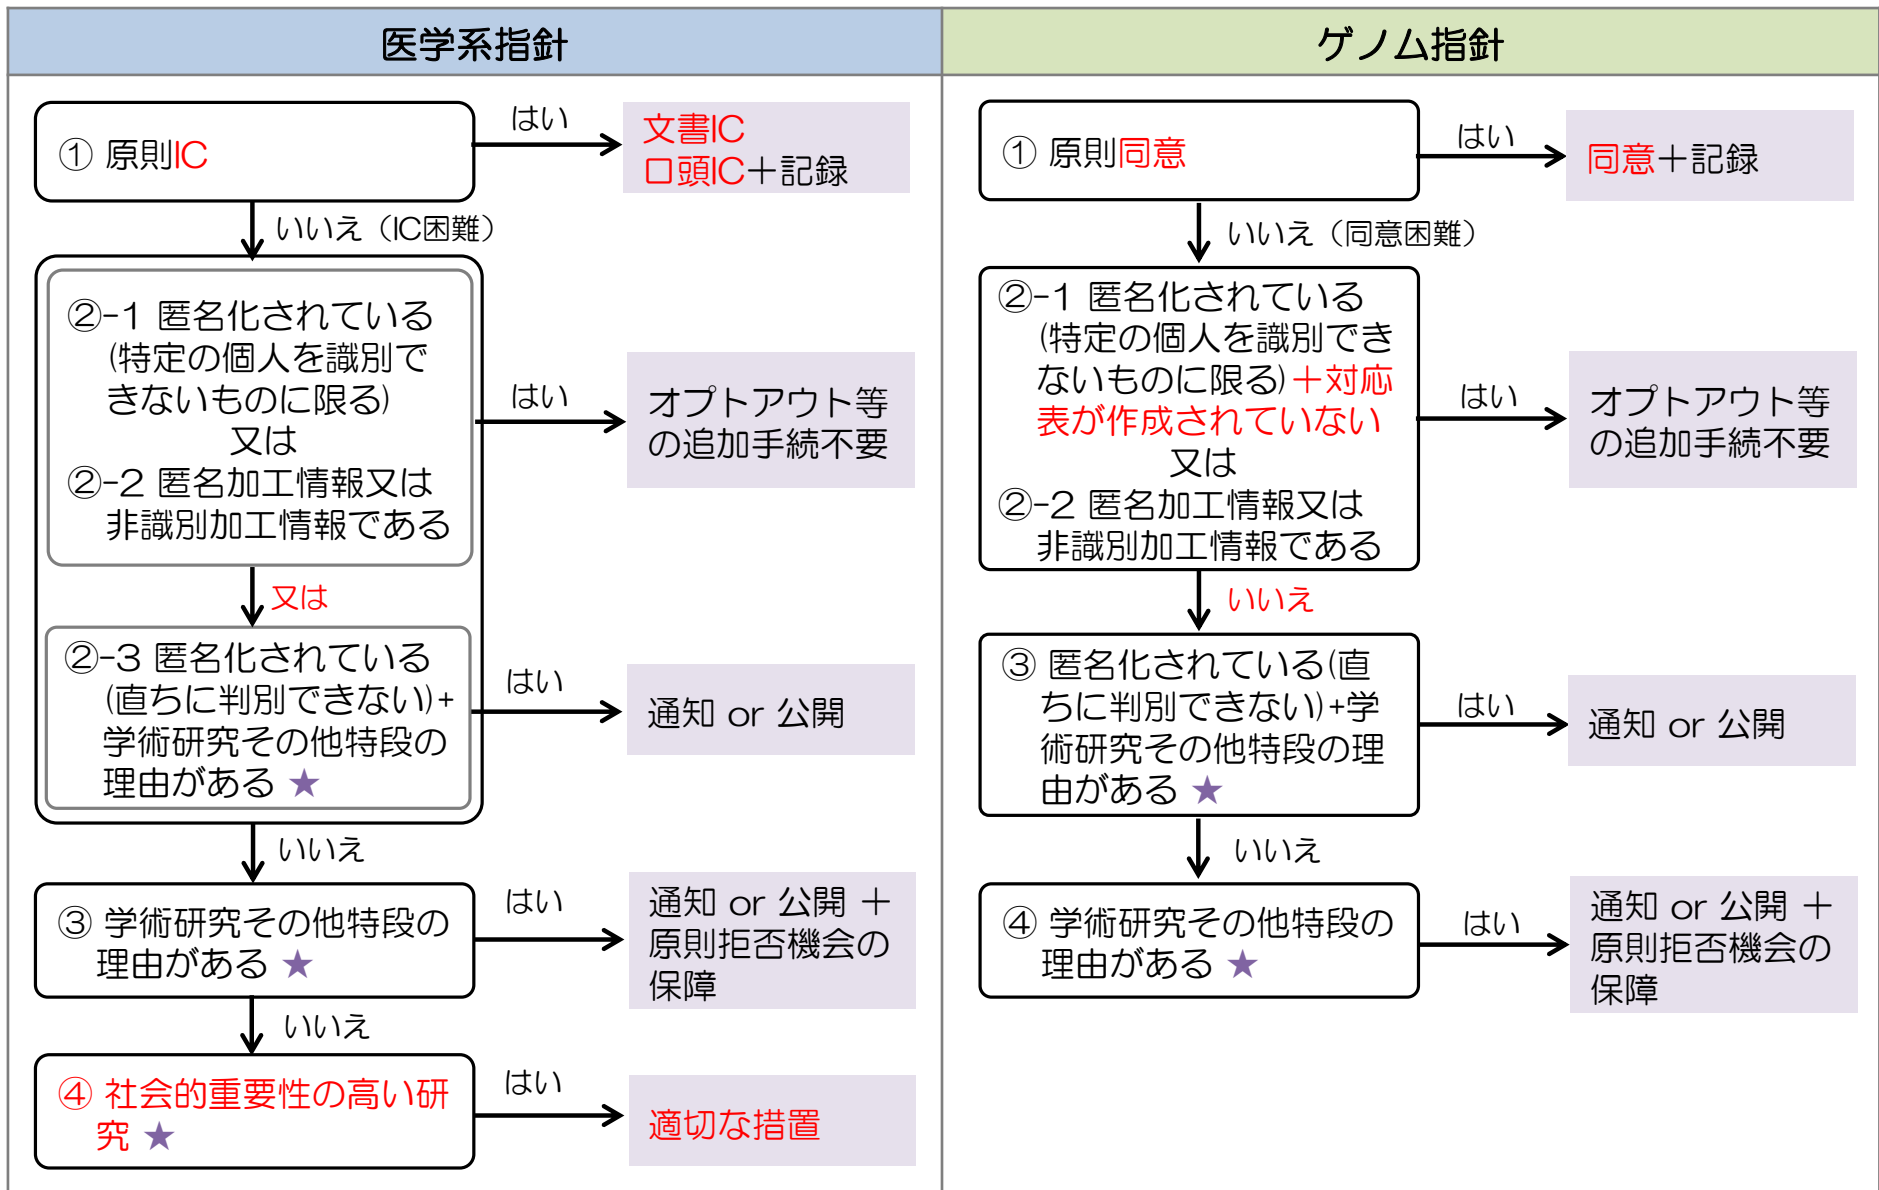 医学系指針
① 原則IC
はい
文書IC
口頭IC＋記録
いいえ（IC困難）
②-1 匿名化されている
(特定の個人を識別で
きないものに限る)
又は
②-2 匿名加工情報又は
非識別加工情報である
はい
オプトアウト等
の追加手続不要
又は
②-3 匿名化されている
(直ちに判別できない)+
学術研究その他特段の
理由がある ★
はい
通知 or 公開
いいえ
③ 学術研究その他特段の
理由がある ★
はい
通知 or 公開 ＋
原則拒否機会の
保障
いいえ
④ 社会的重要性の高い研
究 ★
はい
適切な措置
ゲノム指針
① 原則同意
はい
同意＋記録
いいえ（同意困難）
②-1 匿名化されている
(特定の個人を識別でき
ないものに限る)＋対応
表が作成されていない
又は
②-2 匿名加工情報又は
非識別加工情報である
はい
オプトアウト等
の追加手続不要
いいえ
③ 匿名化されている(直
ちに判別できない)+学
術研究その他特段の理
由がある ★
はい
通知 or 公開
いいえ
④ 学術研究その他特段の
理由がある ★
はい
通知 or 公開 ＋
原則拒否機会の
保障